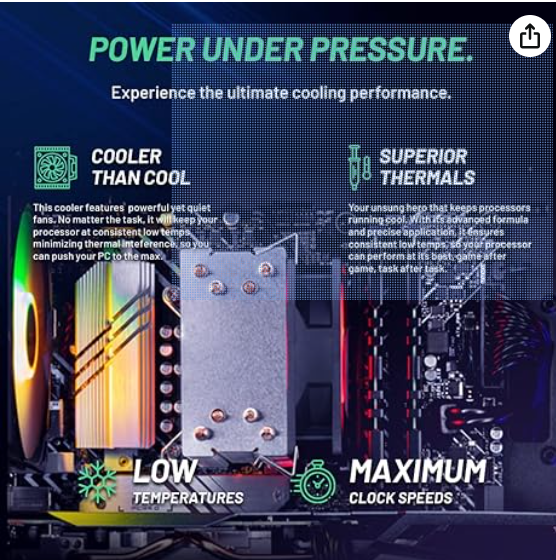 POWER UNDER PRESSURE.
Experience the ultimate cooling performance.
COOLER
THAN COOL
This cooler features powerful yet quiet
fans. No matter the task, it will keep your
processor at consistent low temps,
minimizing thermal inteference, so you
can push your PC to the max.
SUPERIOR
THERMALS
Your unsung hero that keeps processors
running cool. With its advanced formula
and precise application, it ensures
consistent low temps, so your processor
can perform at its best, game after
game, task after task.
LOW
TEMPERATURES
MAXIMUM
CLOCK SPEEDS